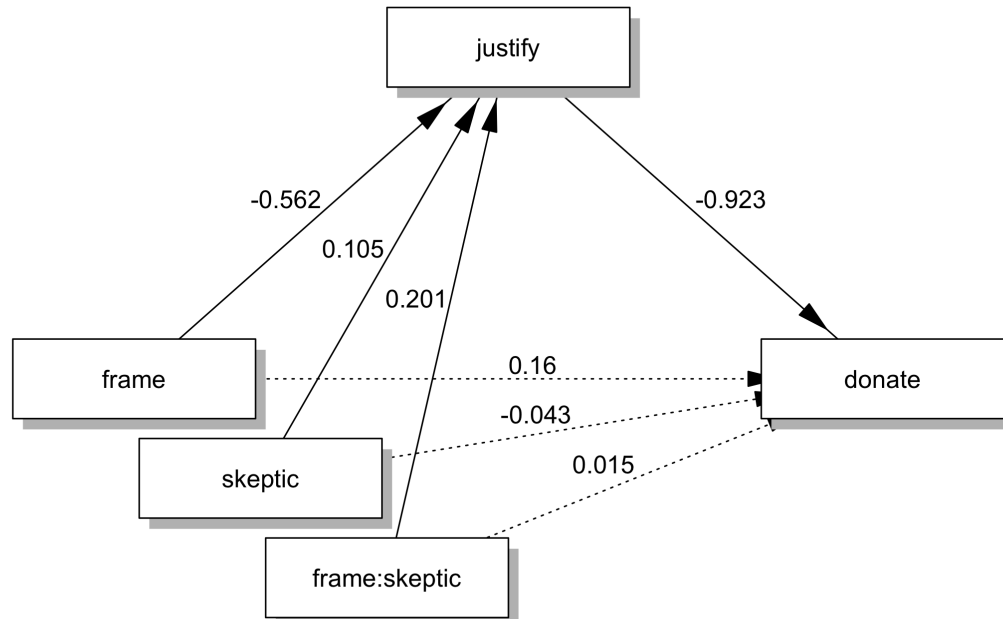 justify
-0.562
-0.923
0.105
0.201
frame
0.16
donate
-0.043
skeptic
0.015
frame:skeptic